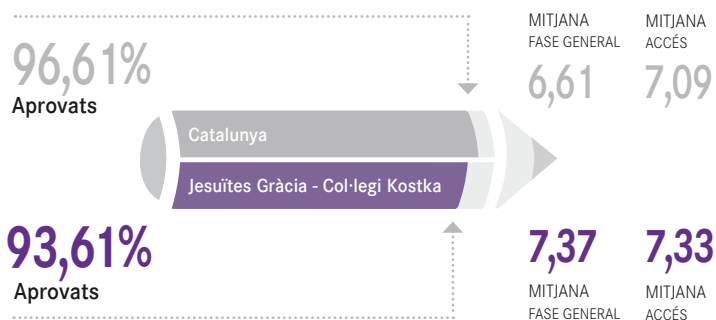 MITJANA
FASE GENERAL
MITJANA
ACCÉS
96,61%
Aprovats
6,61
7,09
Catalunya
Jesuïtes Gràcia - Col·legi Kostka
93,61%
Aprovats
7,37
7,33
MITJANA
FASE GENERAL
MITJANA
ACCÉS